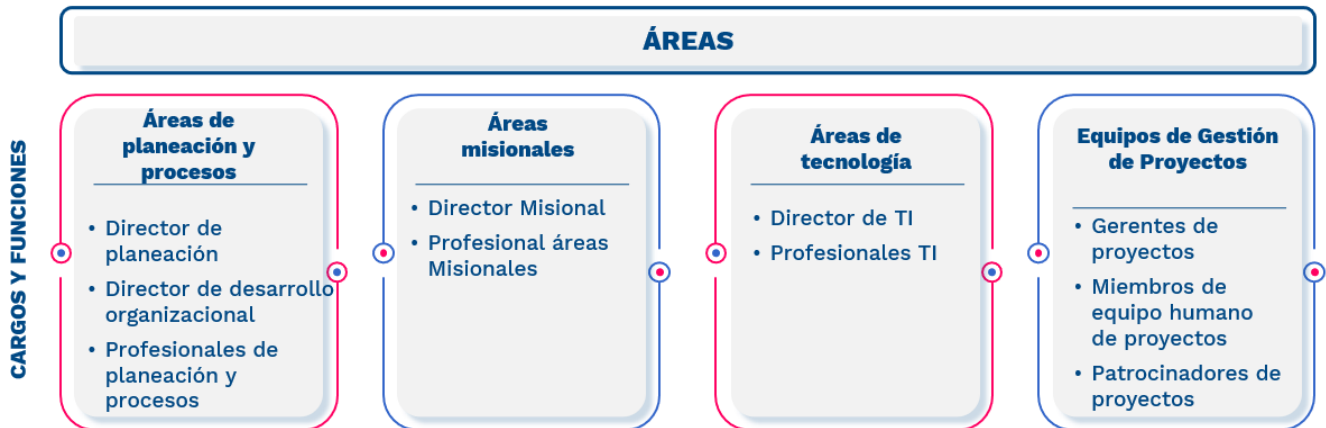 ÁREAS
CARGOS Y FUNCIONES
Áreas de
planeación y
procesos
• Director de
planeación
• Director de desarrollo
organizacional
• Profesionales de
planeación y
procesos
Áreas
misionales
• Director Misional
• Profesional áreas
Misionales
Áreas de
tecnología
• Director de TI
• Profesionales TI
Equipos de Gestión
de Proyectos
• Gerentes de
proyectos
• Miembros de
equipo humano
de proyectos
• Patrocinadores de
proyectos